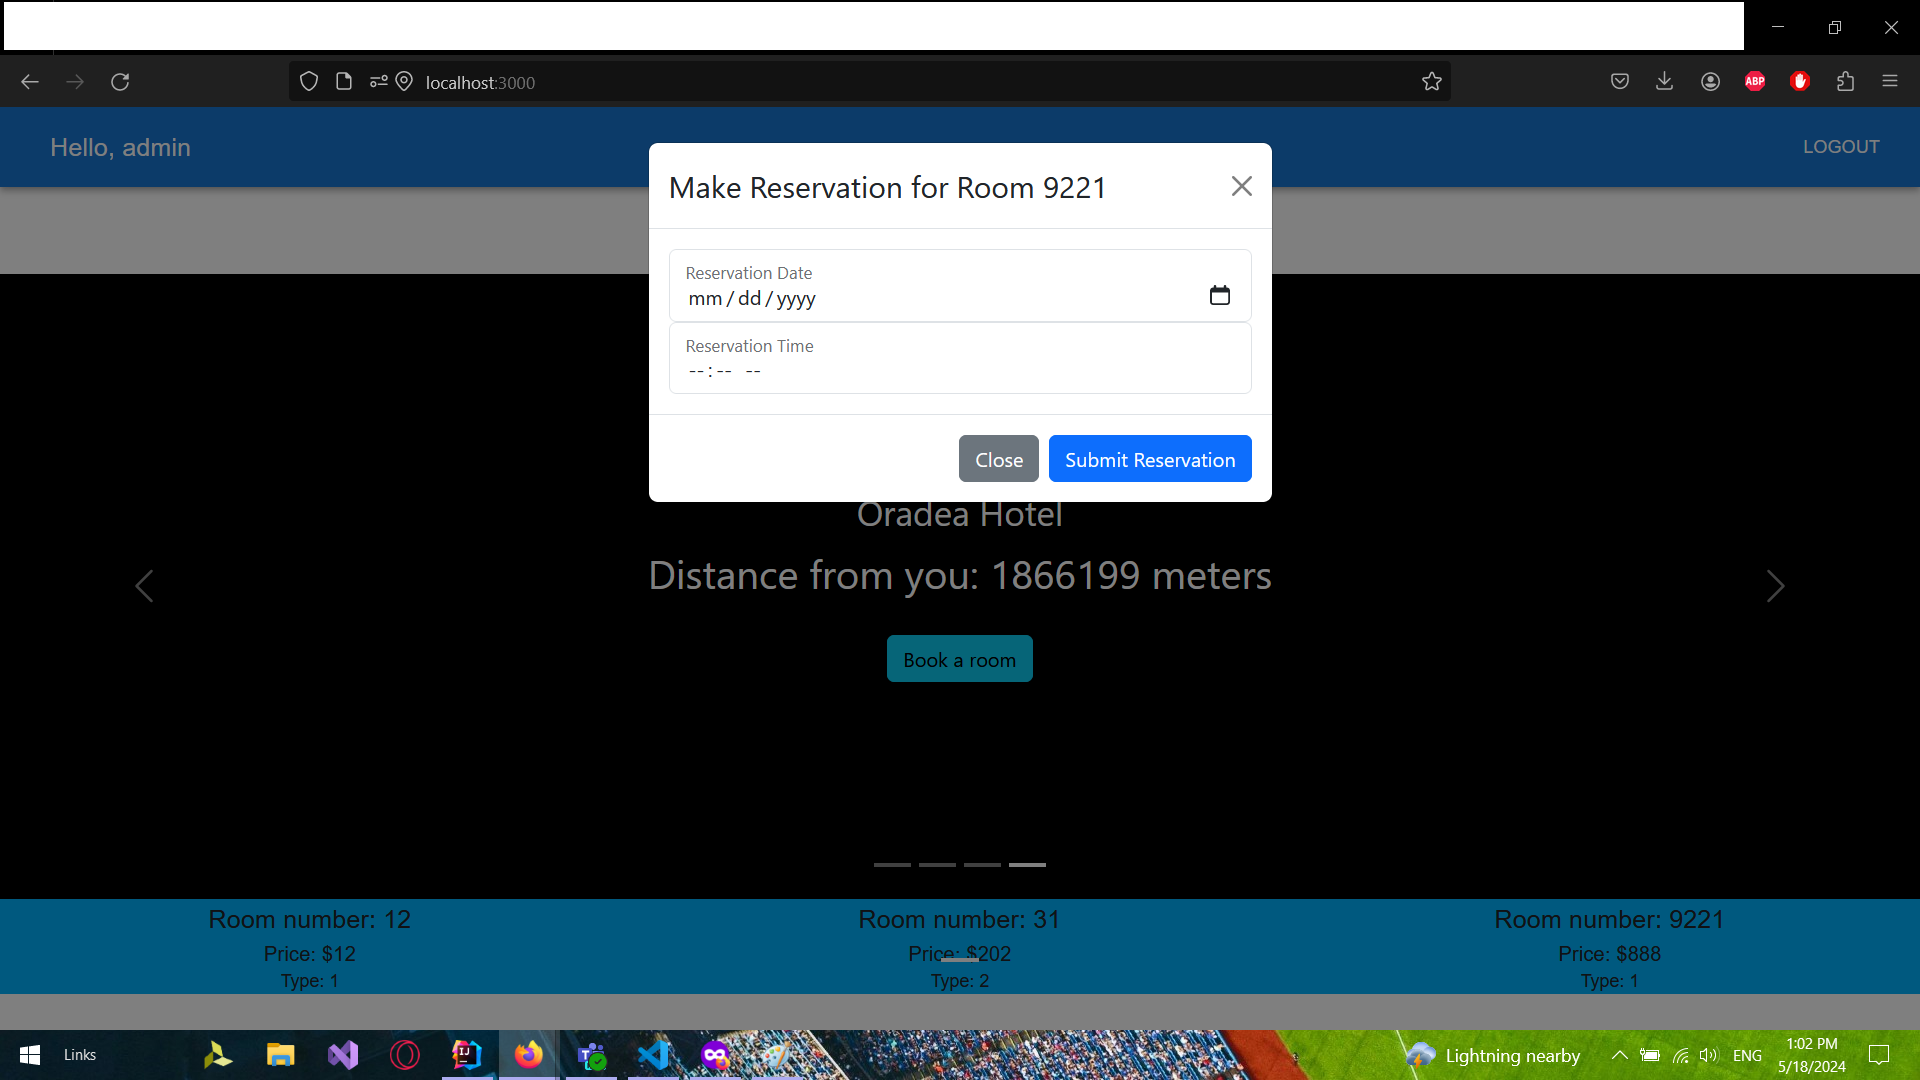 localhost:3000
ABP
Hello, admin
LOGOUT
Make Reservation for Room 9221
Reservation Date
mm/dd/yyyy
Reservation Time
--:-- --
Close
Submit Reservation
Oradea Hotel
Distance from you: 1866199 meters
Book a room
Room number: 12
Price: $12
Type: 1
Room number: 31
Price: $202
Type: 2
Room number: 9221
Price: $888
Type: 1
Links
IJ
Lightning nearby
ENG
1:02 PM
5/18/2024